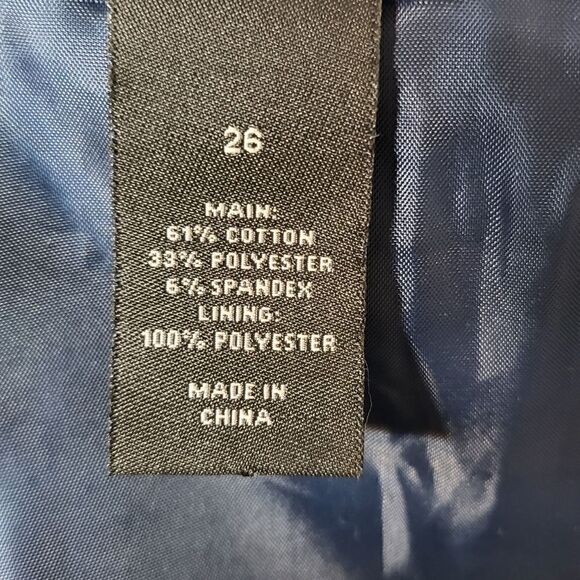 26
MAIN:
61% COTTON
33% POLYESTER
6% SPANDEX
LINING:
100% POLYESTER
MADE IN
CHINA